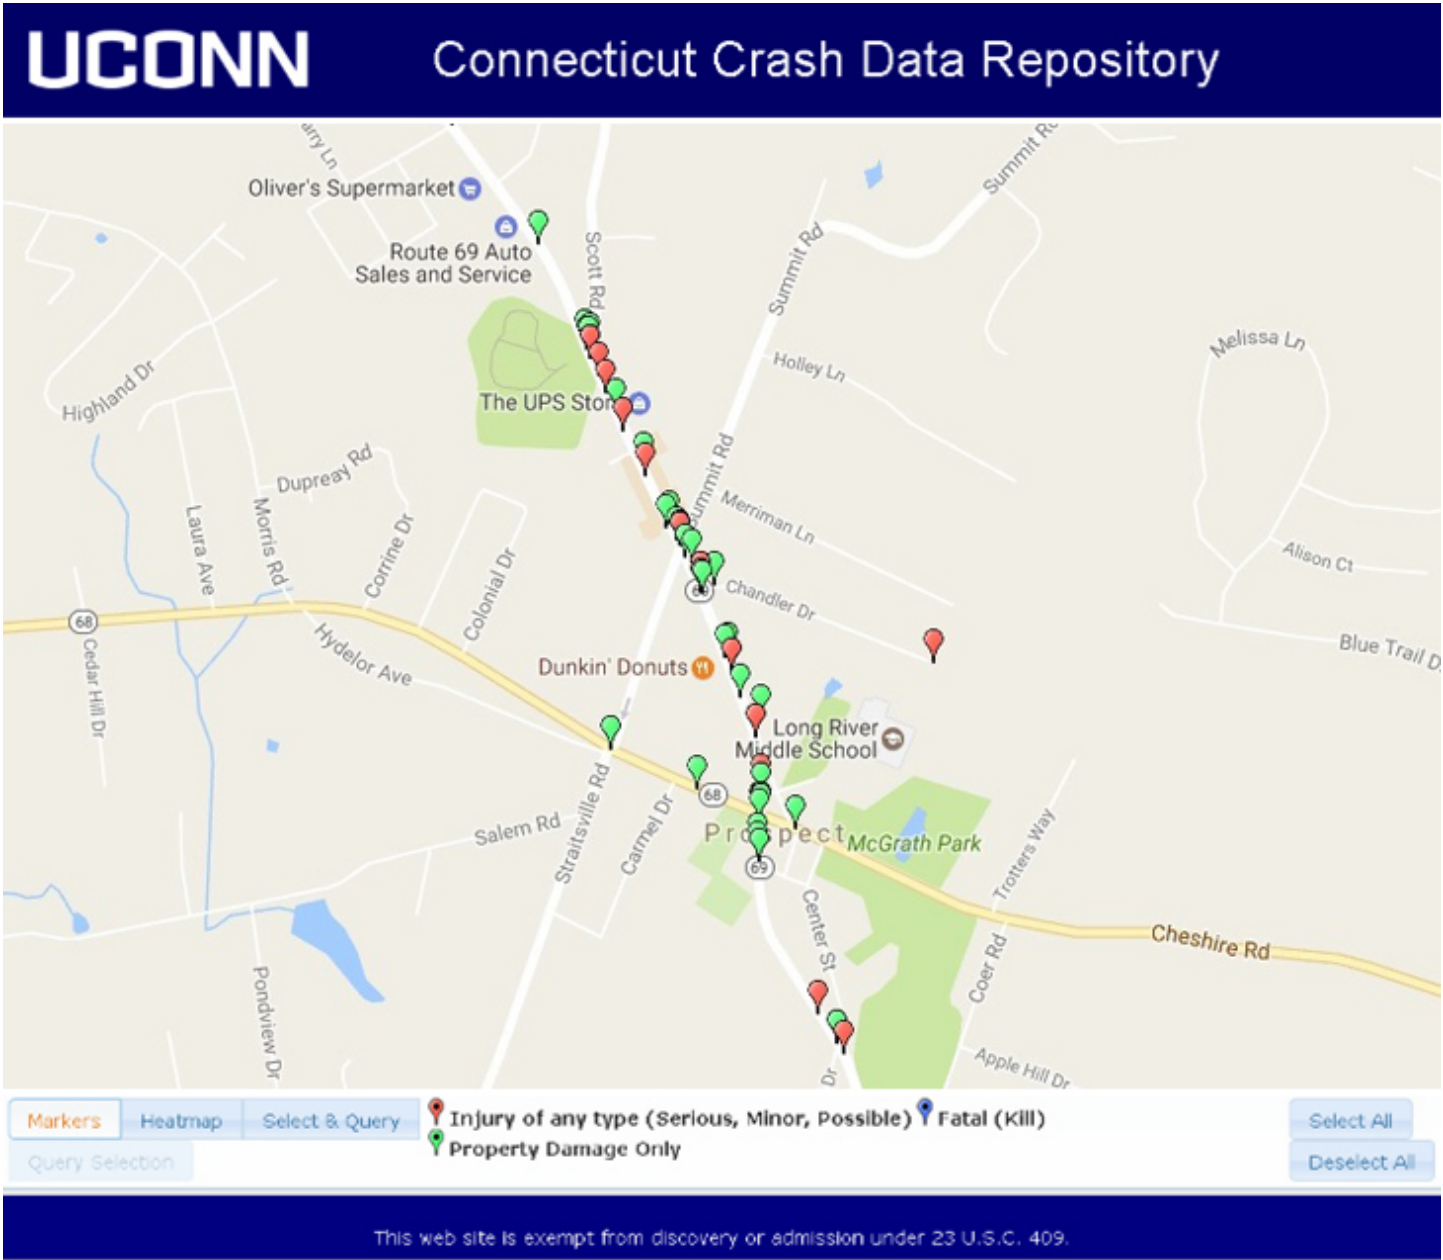 UCONN
Connecticut Crash Data Repository
arry Ln
Oliver's Supermarket
Route 69 Auto
Sales and Service
Scott Rd
Summit Rd
Summit Rd
Holley Ln
Melissa Ln
Highland Dr
The UPS Stor
ummit Rd
Merriman Ln
Dupreay Rd
Morris Rd
Laura Ave
Corrine Dr
Colonial Dr
Alison Ct
Chandler Dr
68
Cedar Hill Dr
Hydelor Ave
Blue Trail D
Dunkin' Donuts
Long River
Middle School
68
Prospect
McGrath Park
69
Salem Rd
Straitsville Rd
Carmel Dr
Trotters Way
Center St
Coer Rd
Cheshire Rd
Pondview Dr
Apple Hill Dr
Dr
Markers
Heatmap
Select & Query
Injury of any type (Serious, Minor, Possible)
Fatal (Kill)
Select All
Query Selection
Property Damage Only
Deselect All
This web site is exempt from discovery or admission under 23 U.S.C. 409.